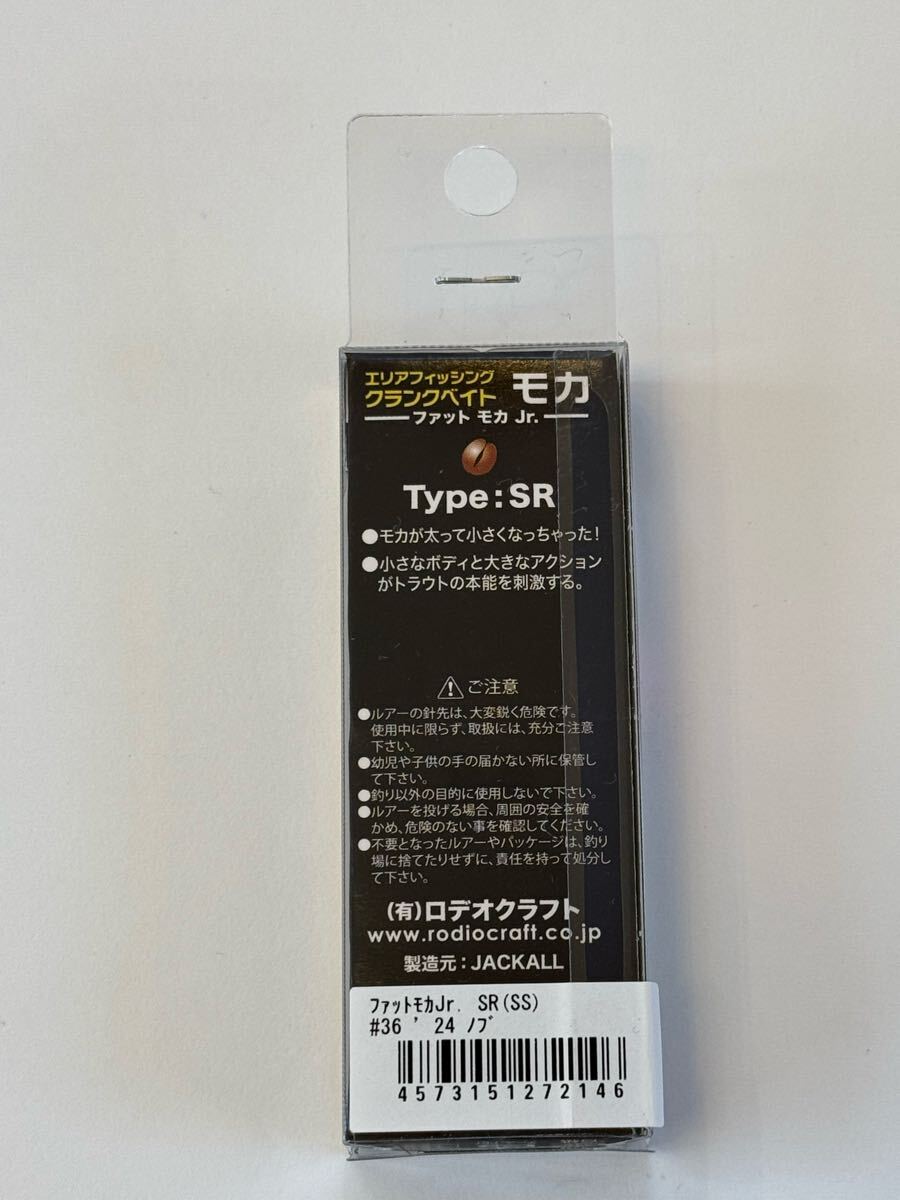 エリアフィッシング
クランクベイト モカ
ファット モカ Jr.
Type:SR
●モカが太って小さくなっちゃった!
●小さなボディと大きなアクション
がトラウトの本能を刺激する。
ご注意
●ルアーの針先は、大変鋭く危険です。
使用中に限らず、取扱には、充分ご注意
下さい。
●幼児や子供の手の届かない所に保管し
て下さい。
●釣り以外の目的に使用しないで下さい。
●ルアーを投げる場合、周囲の安全を確
かめ、危険のない事を確認してください。
●不要となったルアーやパッケージは、釣り
場に捨てたりせずに、責任を持って処分し
て下さい。
(有)ロデオクラフト
www.rodiocraft.co.jp
製造元:JACKALL
ファットモカJr. SR(SS)
#36 ' 24 ノブ
4573151272146